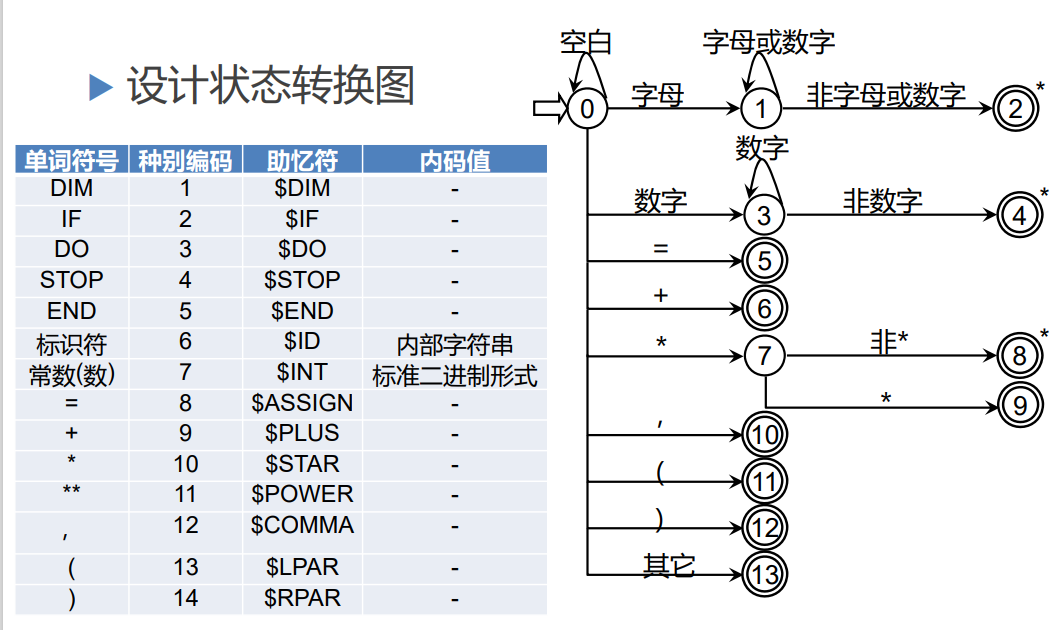 设计状态转换图
单词符号 种别编码 助忆符 内码值
DIM 1 $DIM -
IF 2 $IF -
DO 3 $DO -
STOP 4 $STOP -
END 5 $END -
标识符 6 $ID 内部字符串
常数(数) 7 $INT 标准二进制形式
= 8 $ASSIGN -
+ 9 $PLUS -
* 10 $STAR -
** 11 $POWER -
, 12 $COMMA -
( 13 $LPAR -
) 14 $RPAR -
空白 字母或数字
0 字母 1 非字母或数字 2 *
数字
数字 3 非数字 4 *
= 5
+ 6
* 7 非* 8 *
* 9
, 10
( 11
) 12
其它 13